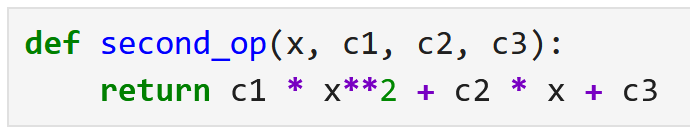 def second_op(x, c1, c2, c3):
    return c1 * x**2 + c2 * x + c3